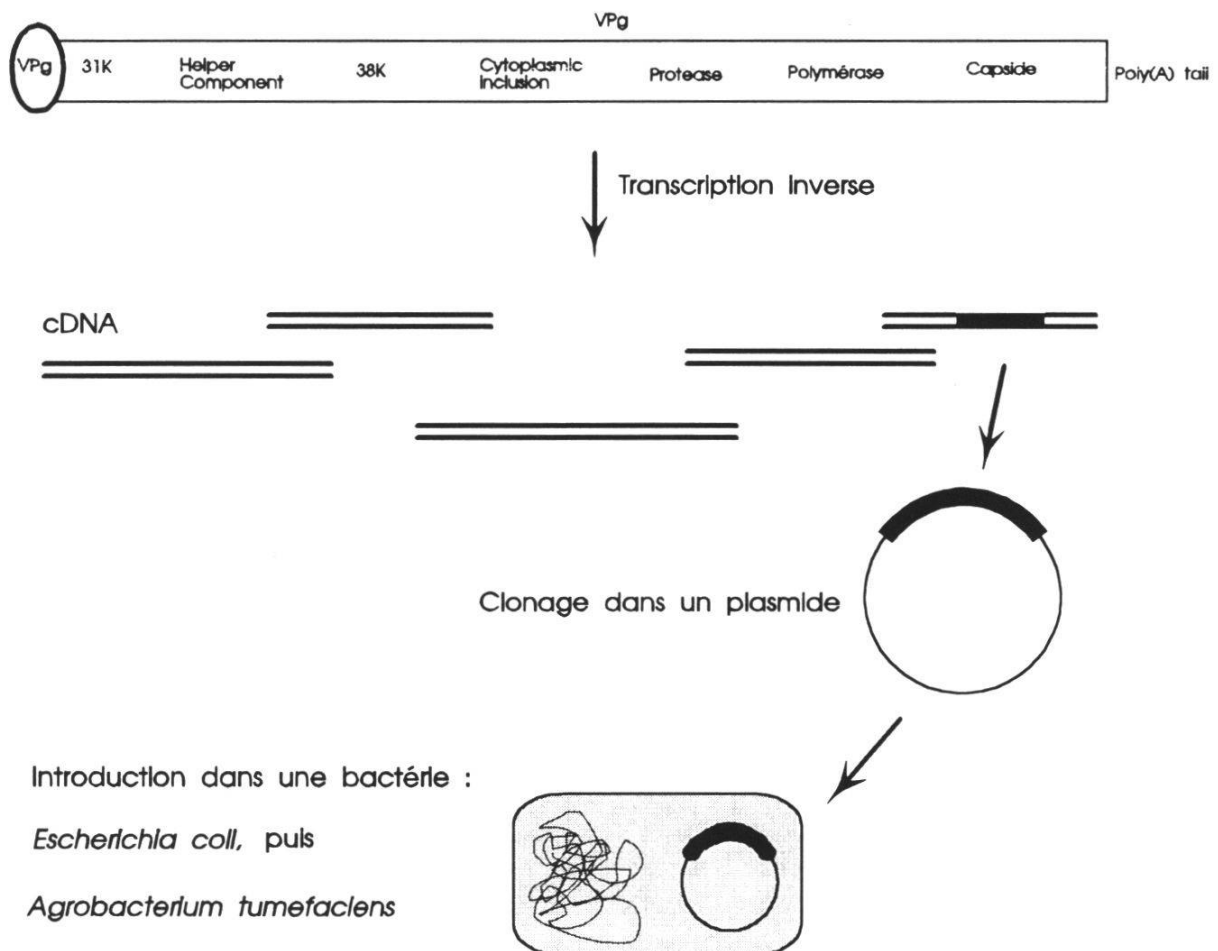 VPg
VPg 31K Helper Component 38K Cytoplasmic Inclusion Protease Polymérase Capside Poly(A) tail
Transcription Inverse
cDNA
Clonage dans un plasmide
Introduction dans une bactérie :
Escherichia coli, puis
Agrobacterium tumefaciens